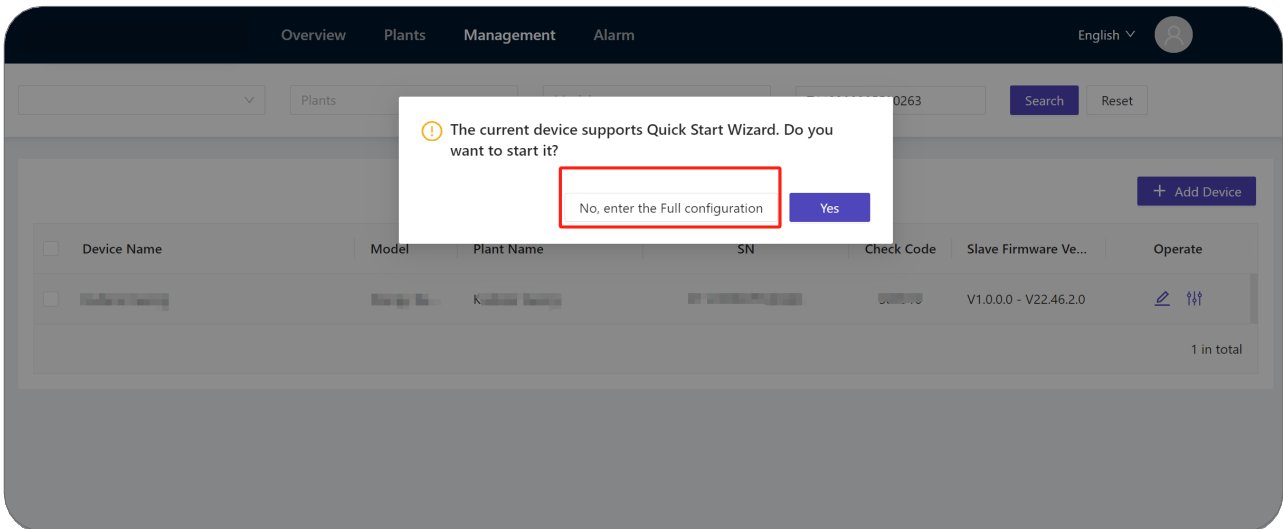 Overview Plants Management Alarm English
Plants 0263 Search Reset
The current device supports Quick Start Wizard. Do you
want to start it?
No, enter the Full configuration Yes
+ Add Device
Device Name Model Plant Name SN Check Code Slave Firmware Ve... Operate
K V1.0.0.0 - V22.46.2.0
1 in total